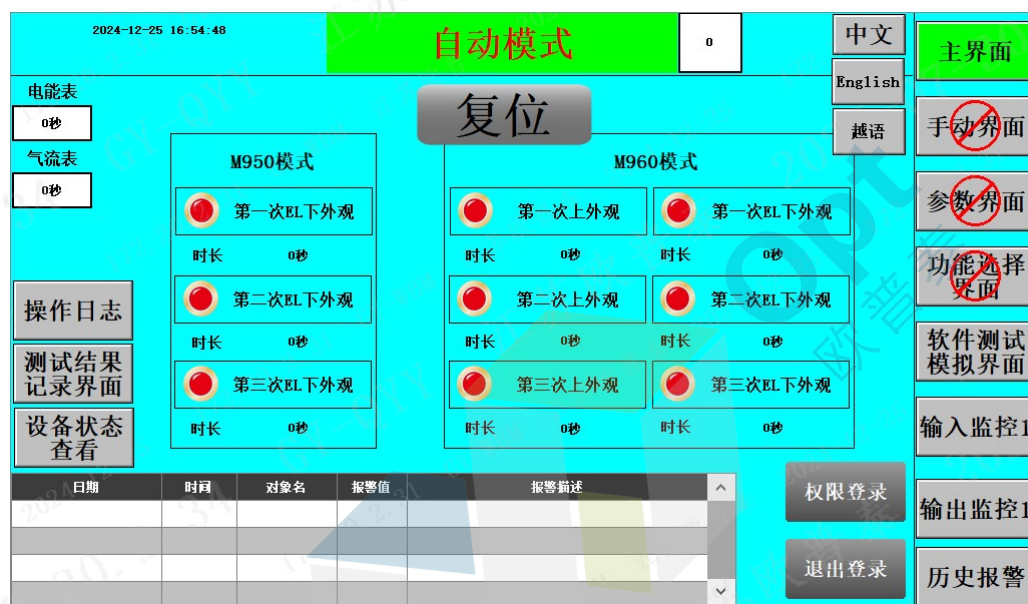 2024-12-25 16:54:48
自动模式
0
中文
English
越语
主界面
电能表
0秒
气流表
0秒
复位
手动界面
参数界面
功能选择
界面
软件测试
模拟界面
输入监控1
输出监控1
历史报警
M950模式
第一次EL下外观
时长 0秒
第二次EL下外观
时长 0秒
第三次EL下外观
时长 0秒
M960模式
第一次上外观 第一次EL下外观
时长 0秒 时长 0秒
第二次上外观 第二次EL下外观
时长 0秒 时长 0秒
第三次上外观 第三次EL下外观
时长 0秒 时长 0秒
操作日志
测试结果
记录界面
设备状态
查看
日期 时间 对象名 报警值 报警描述
权限登录
退出登录
Opt
欧普泰